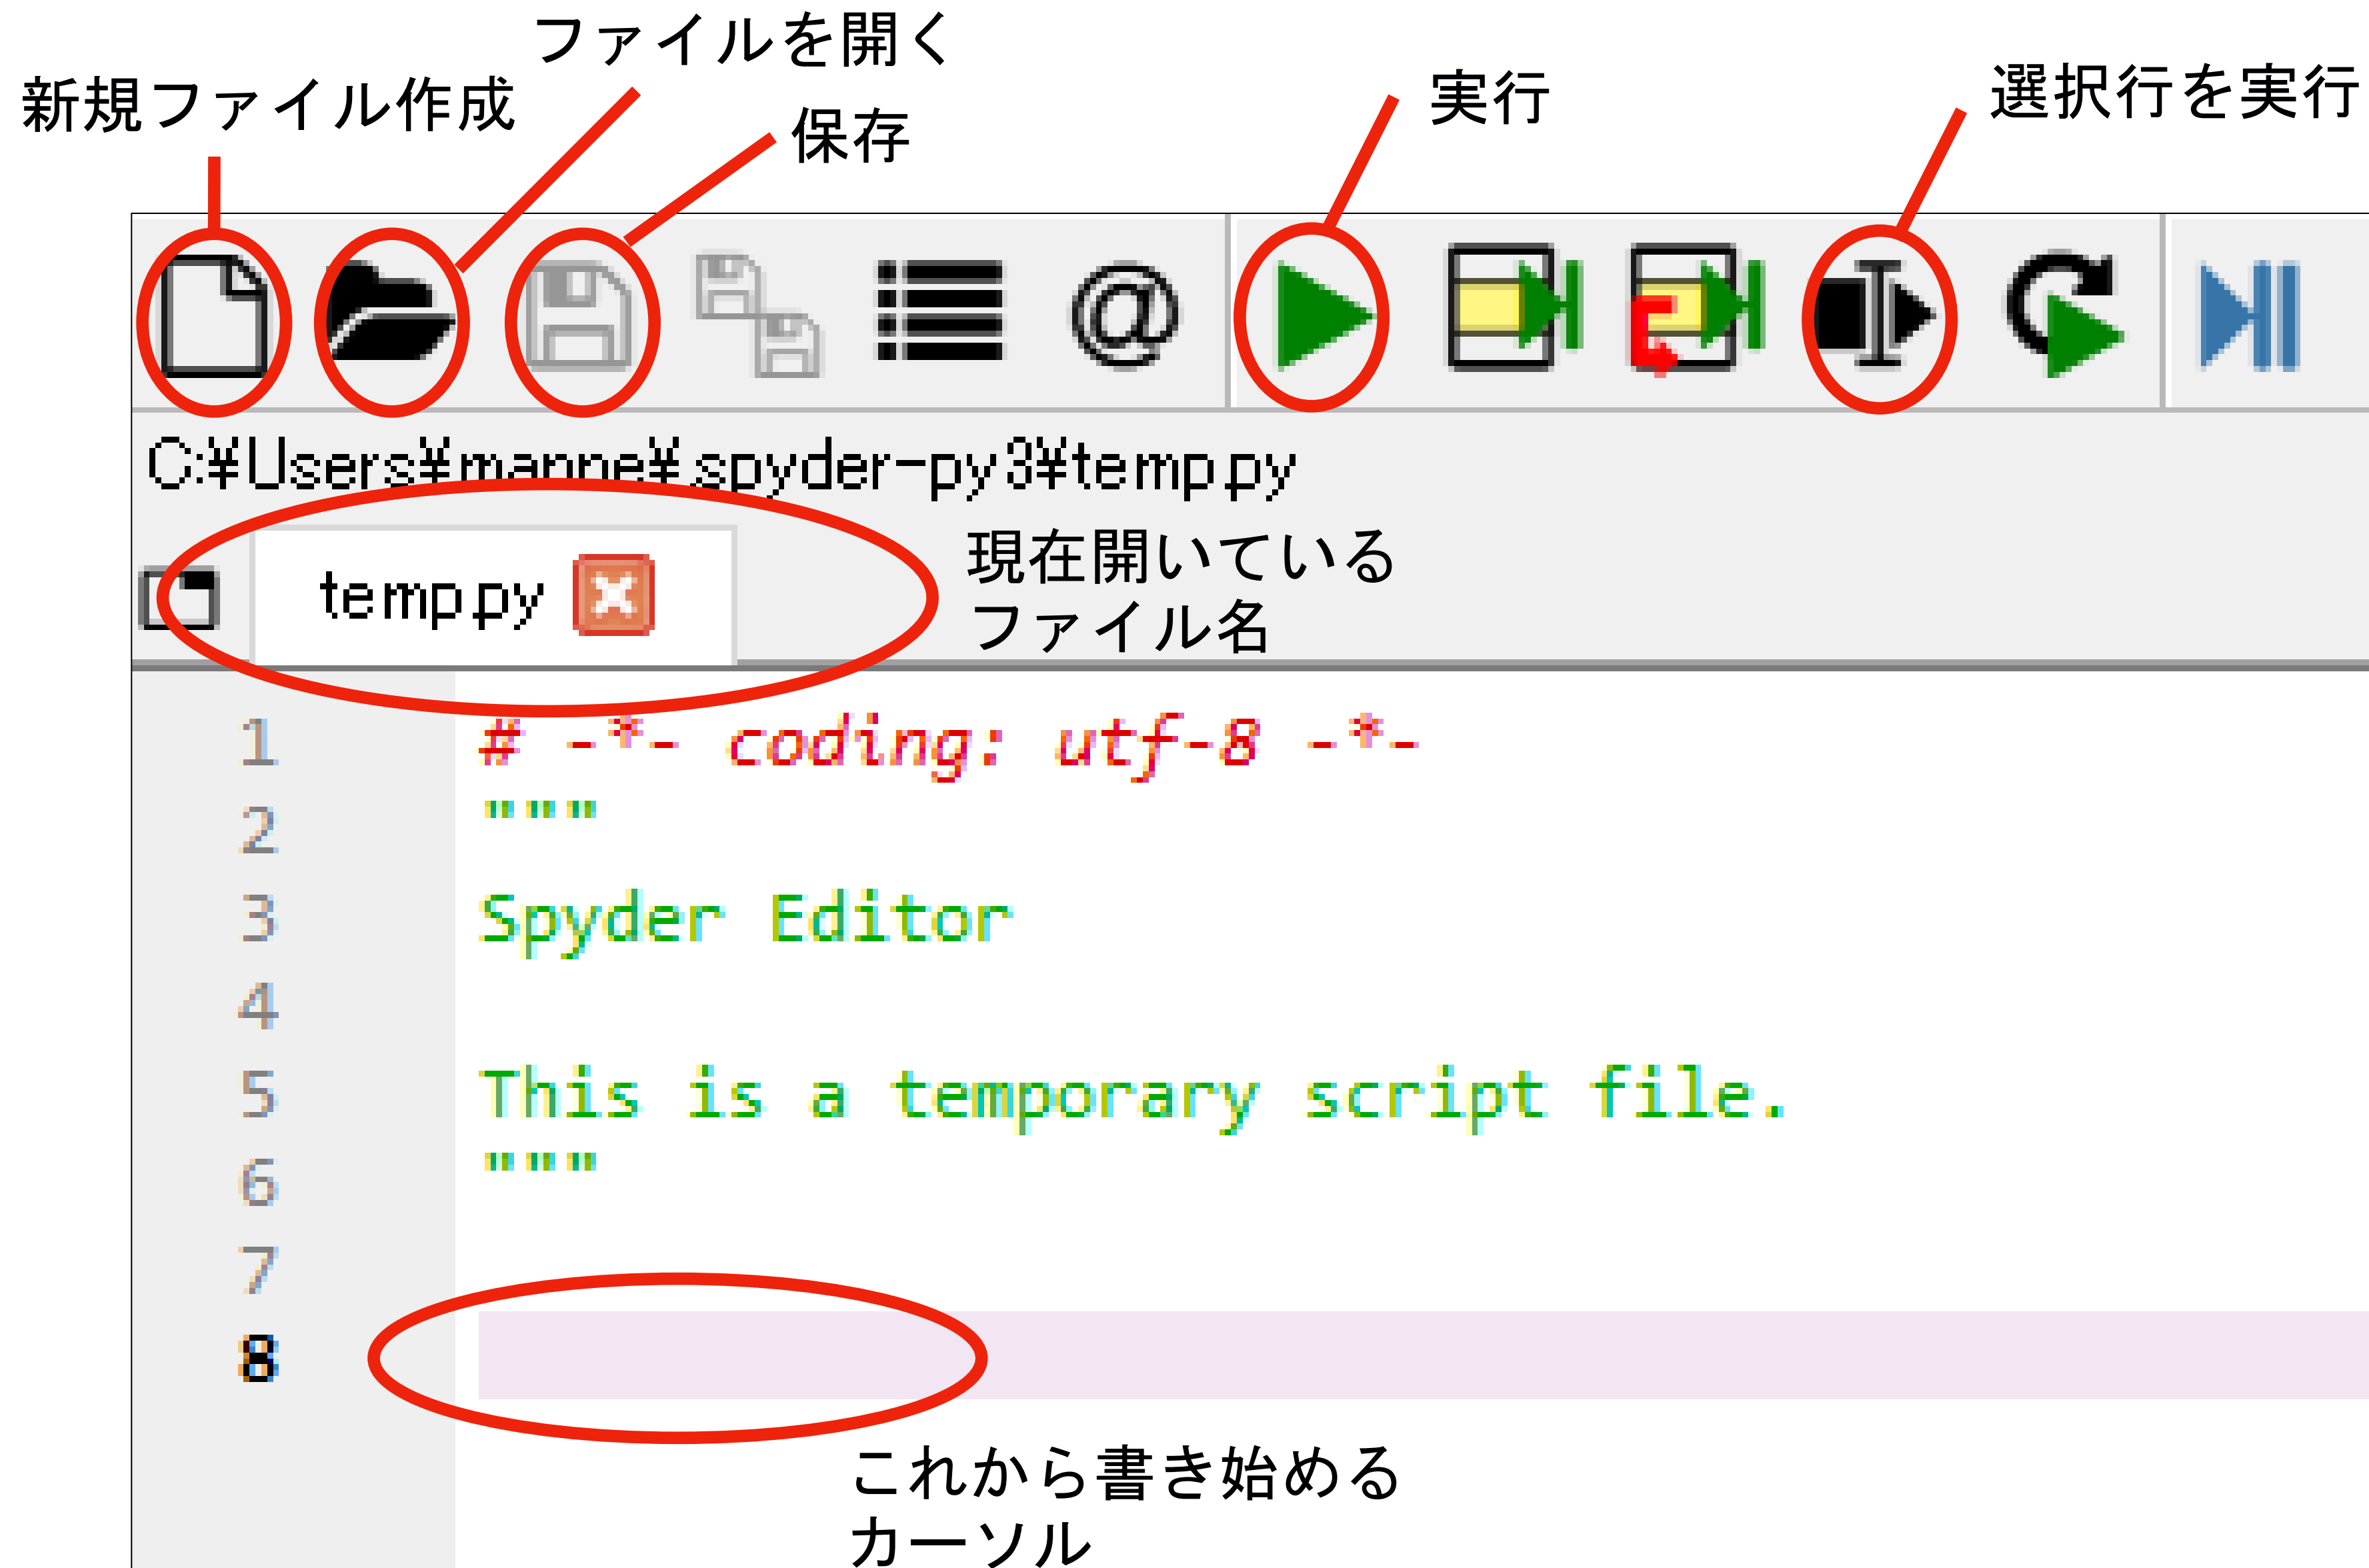 ファイルを開く
新規ファイル作成
保存
実行
選択行を実行
C:¥Users¥manne¥.spyder-py3¥temp.py
temp.py
現在開いている
ファイル名
1 # -*- coding: utf-8 -*-
2 """
3 Spyder Editor
4
5 This is a temporary script file.
6 """
7
8
これから書き始める
カーソル